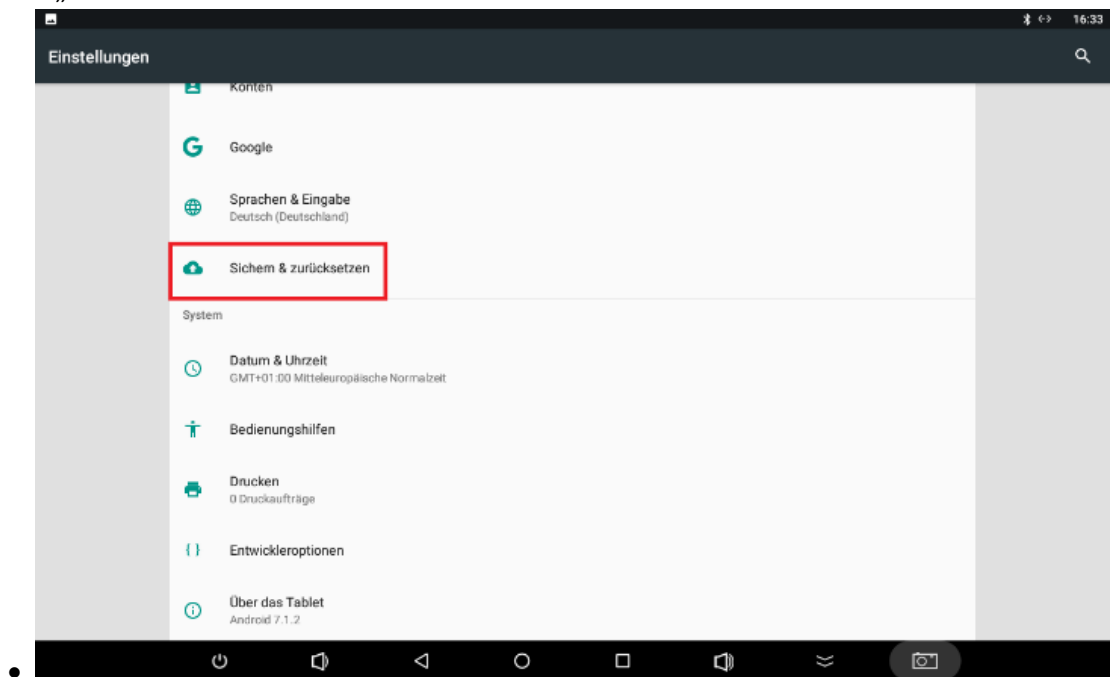 „
16:33
Einstellungen
Konten
Google
Sprachen & Eingabe
Deutsch (Deutschland)
Sichern & zurücksetzen
System
Datum & Uhrzeit
GMT+01:00 Mitteleuropäische Normalzeit
Bedienungshilfen
Drucken
0 Druckaufträge
{ } Entwickleroptionen
Über das Tablet
Android 7.1.2